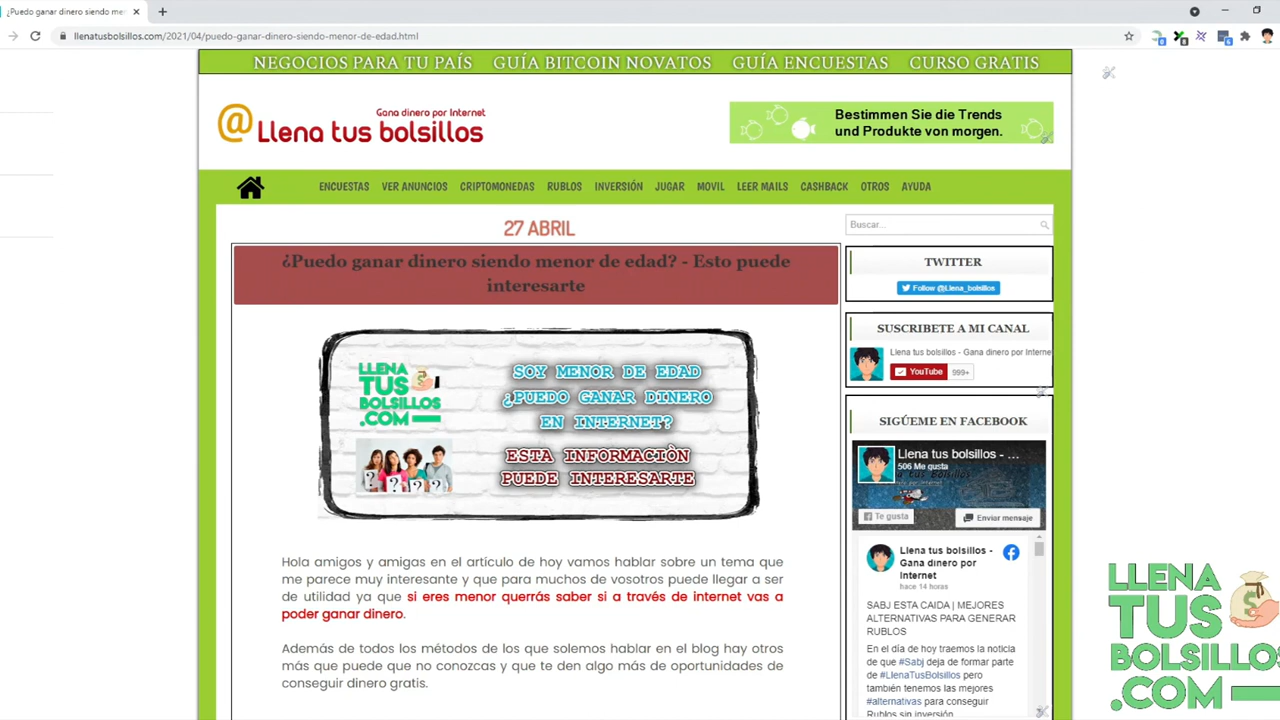 ¿Puedo ganar dinero siendo me
llenatusbolsillos.com/2021/04/puedo-ganar-dinero-siendo-menor-de-edad.html
NEGOCIOS PARA TU PAÍS GUÍA BITCOIN NOVATOS GUÍA ENCUESTAS CURSO GRATIS
Gana dinero por Internet
@Llena tus bolsillos
Bestimmen Sie die Trends
und Produkte von morgen.
ENCUESTAS VER ANUNCIOS CRIPTOMONEDAS RUBLOS INVERSIÓN JUGAR MOVIL LEER MAILS CASHBACK OTROS AYUDA
27 ABRIL
¿Puedo ganar dinero siendo menor de edad? - Esto puede
interesarte
LLENA
TUS
BOLSILLOS
.COM
SOY MENOR DE EDAD
¿PUEDO GANAR DINERO
EN INTERNET?
ESTA INFORMACIÒN
PUEDE INTERESARTE
? ? ? ?
Hola amigos y amigas en el artículo de hoy vamos hablar sobre un tema que
me parece muy interesante y que para muchos de vosotros puede llegar a ser
de utilidad ya que si eres menor querrás saber si a través de internet vas a
poder ganar dinero.
Además de todos los métodos de los que solemos hablar en el blog hay otros
más que puede que no conozcas y que te den algo más de oportunidades de
conseguir dinero gratis.
Buscar...
TWITTER
Follow @Llena_bolsillos
SUSCRIBETE A MI CANAL
Llena tus bolsillos - Gana dinero por Interne
YouTube 999+
SIGÚEME EN FACEBOOK
Llena tus bolsillos - ...
506 Me gusta
Te gusta
Enviar mensaje
Llena tus bolsillos -
Gana dinero por
Internet
hace 14 horas
SABJ ESTA CAIDA | MEJORES
ALTERNATIVAS PARA GENERAR
RUBLOS
En el día de hoy traemos la noticia
de que #Sabj deja de formar parte
de #LlenaTusBolsillos pero
también tenemos las mejores
#alternativas para conseguir
Rublos sin inversión
LLENA
TUS
BOLSILLOS
.COM